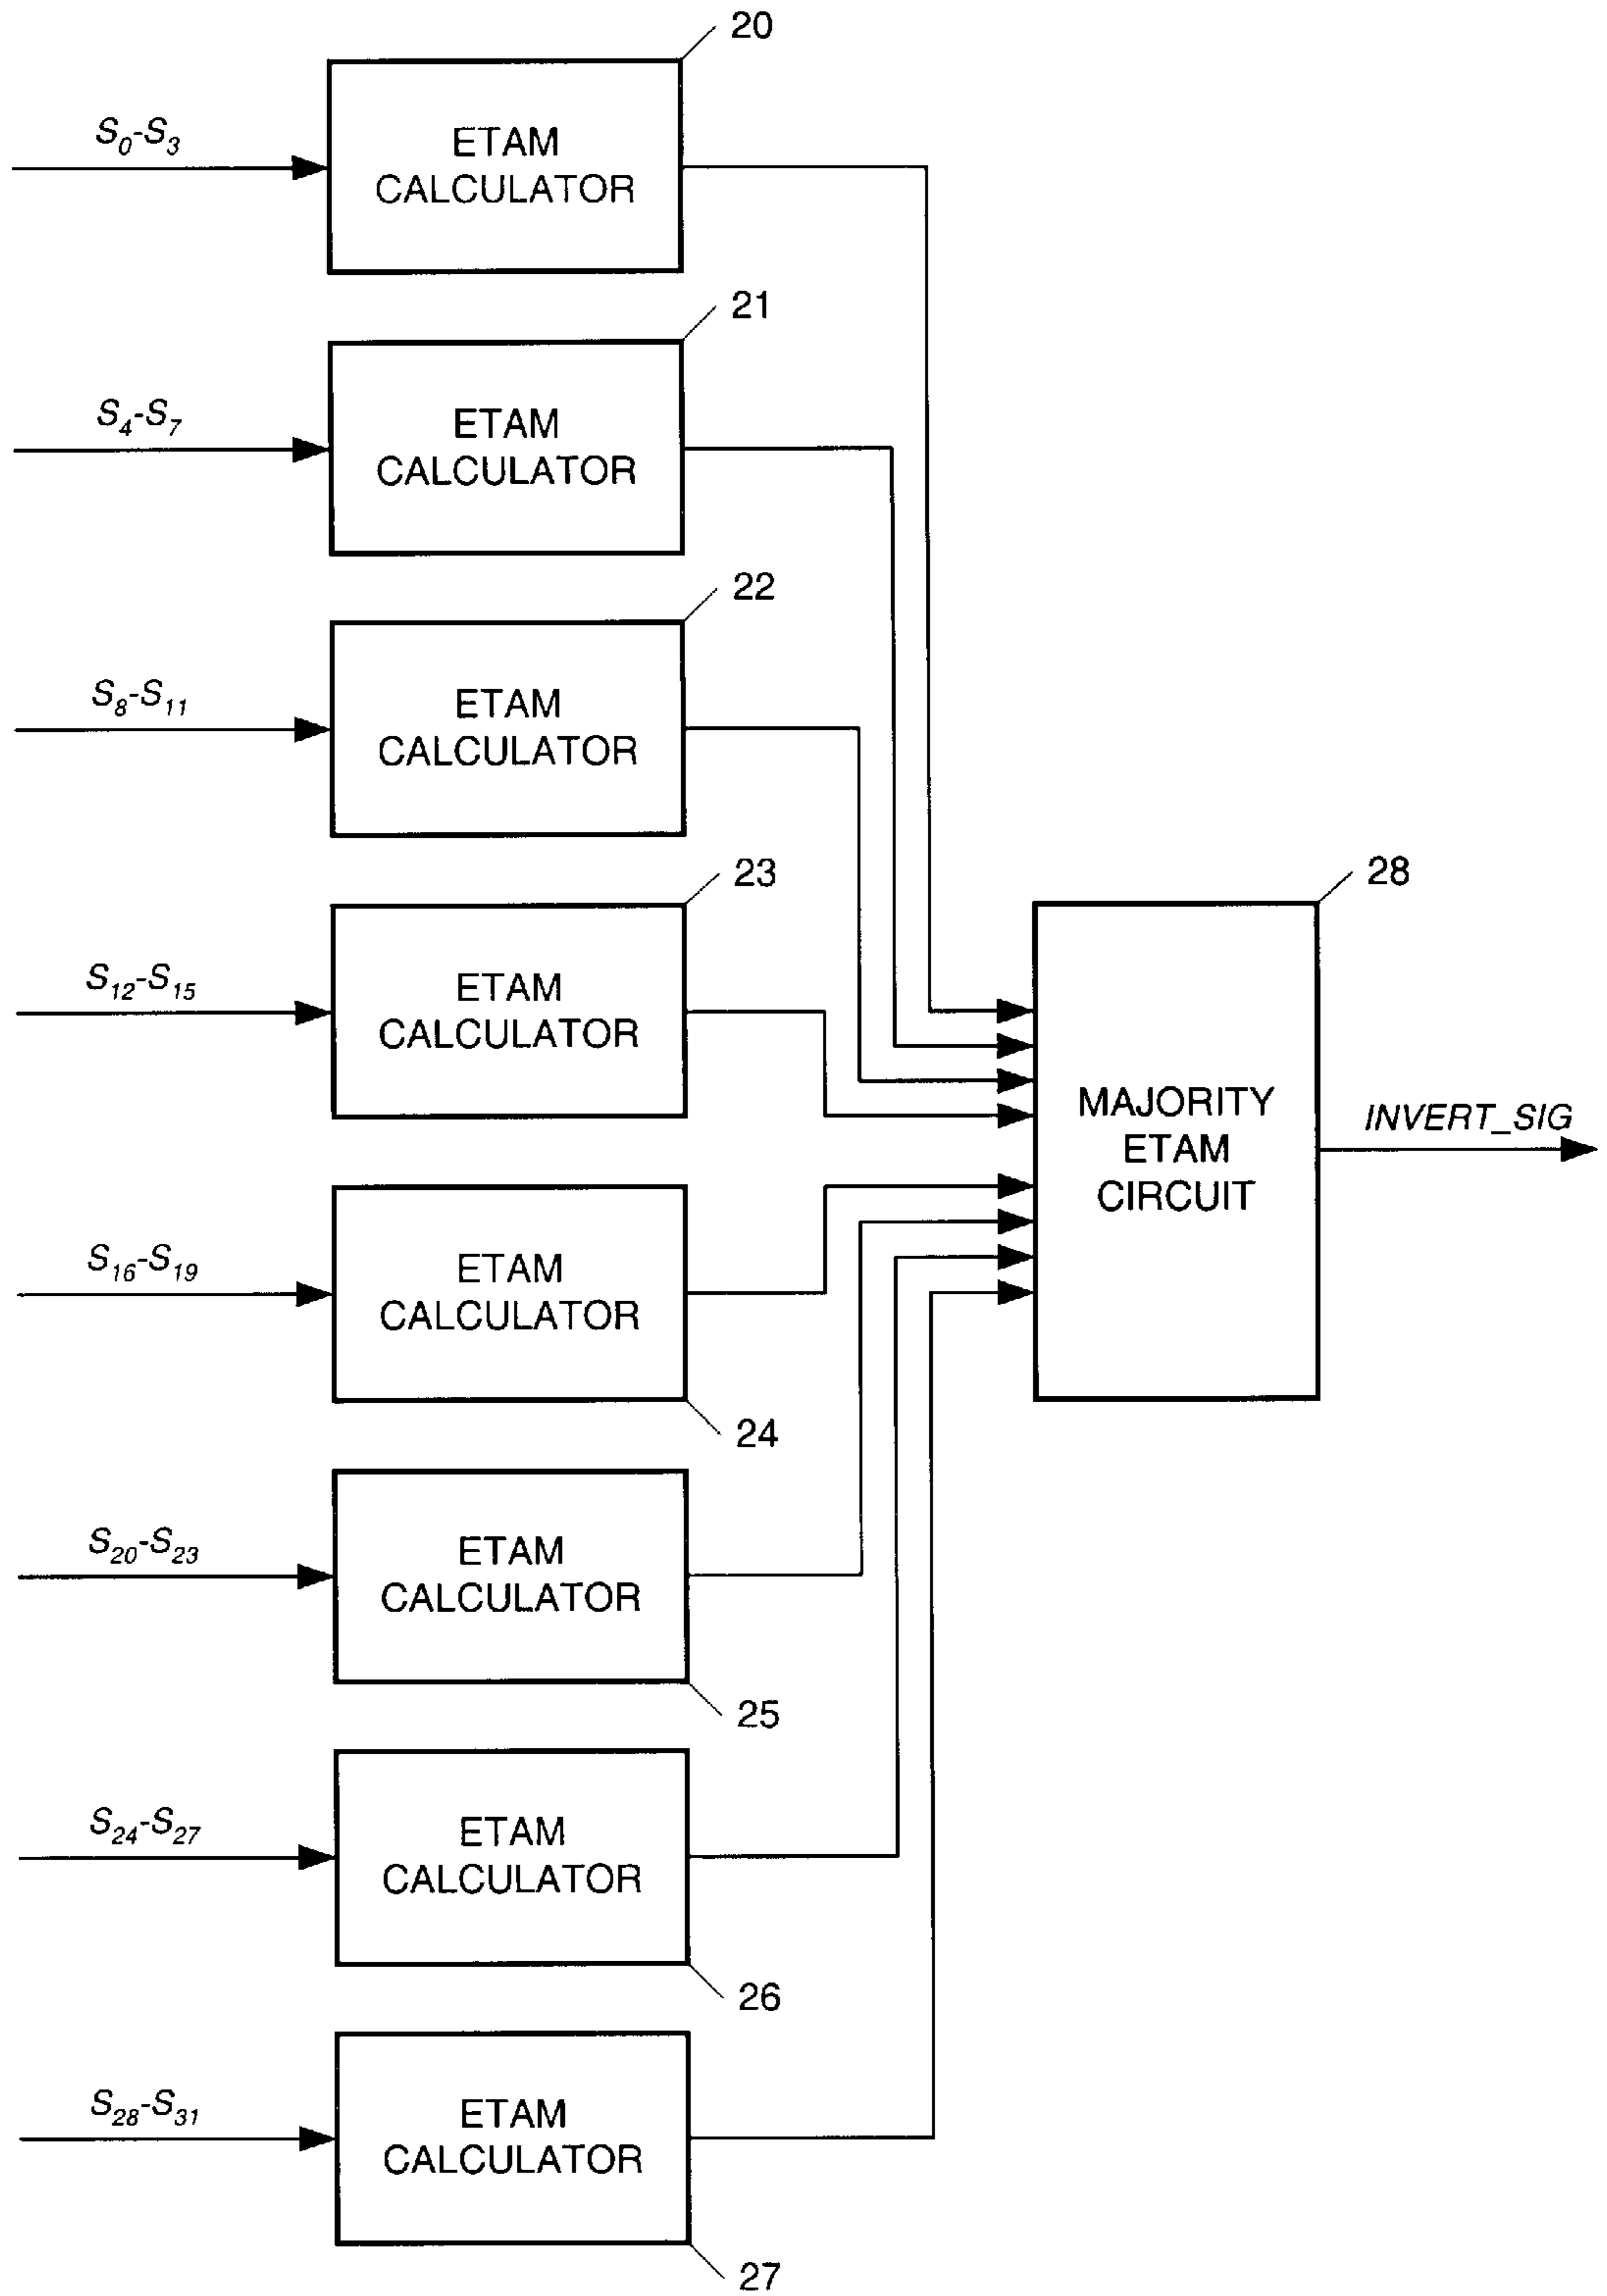 20
S0-S3
ETAM
CALCULATOR
21
S4-S7
ETAM
CALCULATOR
22
S8-S11
ETAM
CALCULATOR
23
S12-S15
ETAM
CALCULATOR
28
MAJORITY
ETAM
CIRCUIT
INVERT_SIG
S16-S19
ETAM
CALCULATOR
24
S20-S23
ETAM
CALCULATOR
25
S24-S27
ETAM
CALCULATOR
26
S28-S31
ETAM
CALCULATOR
27